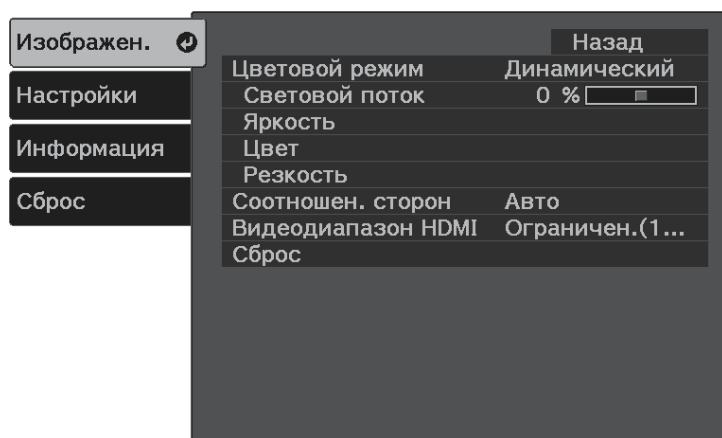 Изображен.
Настройки
Информация
Сброс
Назад
Цветовой режим Динамический
Световой поток 0 %
Яркость
Цвет
Резкость
Соотношен. сторон Авто
Видеодиапазон HDMI Ограничен.(1...
Сброс